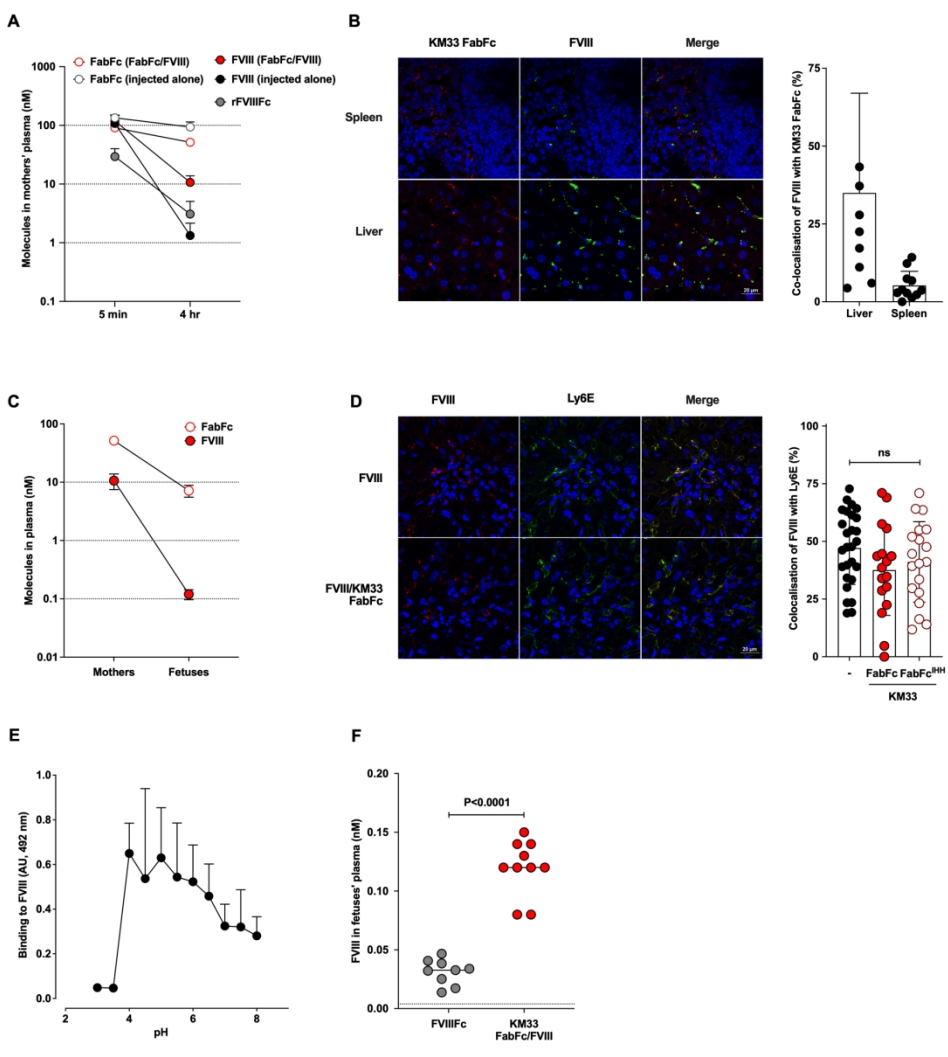 A
FabFc (FabFc/FVIII)
FabFc (injected alone)
FVIII (FabFc/FVIII)
FVIII (injected alone)
rFVIIIFc
Molecules in mothers' plasma (nM)
1000
100
10
1
0.1
5 min
4 hr
B
KM33 FabFc
FVIII
Merge
Spleen
Liver
20 µm
Co-localisation of FVIII with KM33 FabFc (%)
75
50
25
0
Liver
Spleen
C
FabFc
FVIII
Molecules in plasma (nM)
100
10
1
0.1
0.01
Mothers
Fetuses
D
FVIII
Ly6E
Merge
FVIII
FVIII/KM33
FabFc
20 µm
Colocalisation of FVIII with Ly6E (%)
100
75
50
25
0
ns
-
FabFc
FabFcIHH
KM33
E
Binding to FVIII (AU, 492 nm)
1.0
0.8
0.6
0.4
0.2
0.0
2
4
6
8
pH
F
FVIII in fetuses' plasma (nM)
0.20
0.15
0.10
0.05
0.00
P<0.0001
FVIIIFc
KM33
FabFc/FVIII